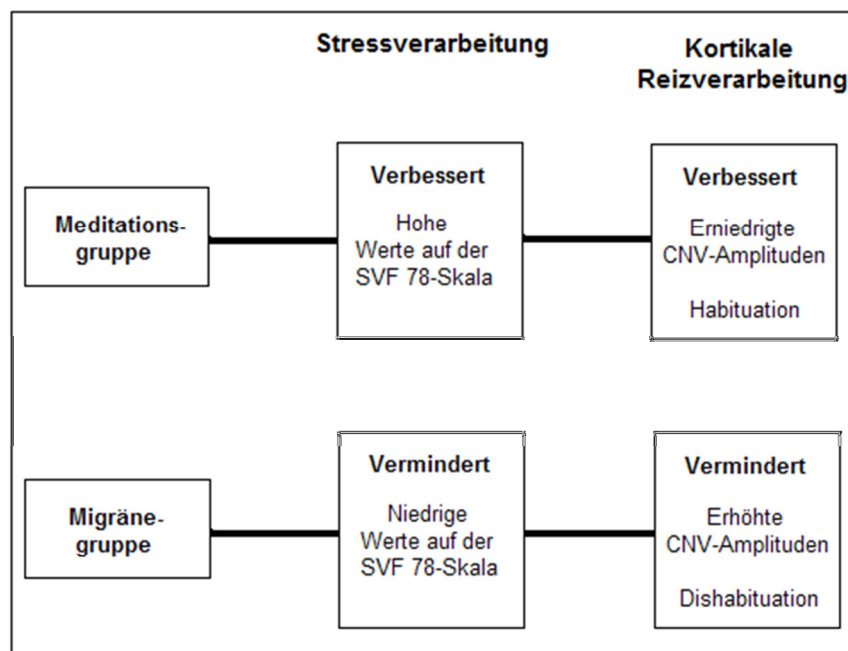 Stressverarbeitung
Kortikale
Reizverarbeitung
Meditations-
gruppe
Verbessert
Hohe
Werte auf der
SVF 78-Skala
Verbessert
Erniedrigte
CNV-Amplituden
Habituation
Migräne-
gruppe
Vermindert
Niedrige
Werte auf der
SVF 78-Skala
Vermindert
Erhöhte
CNV-Amplituden
Dishabituation